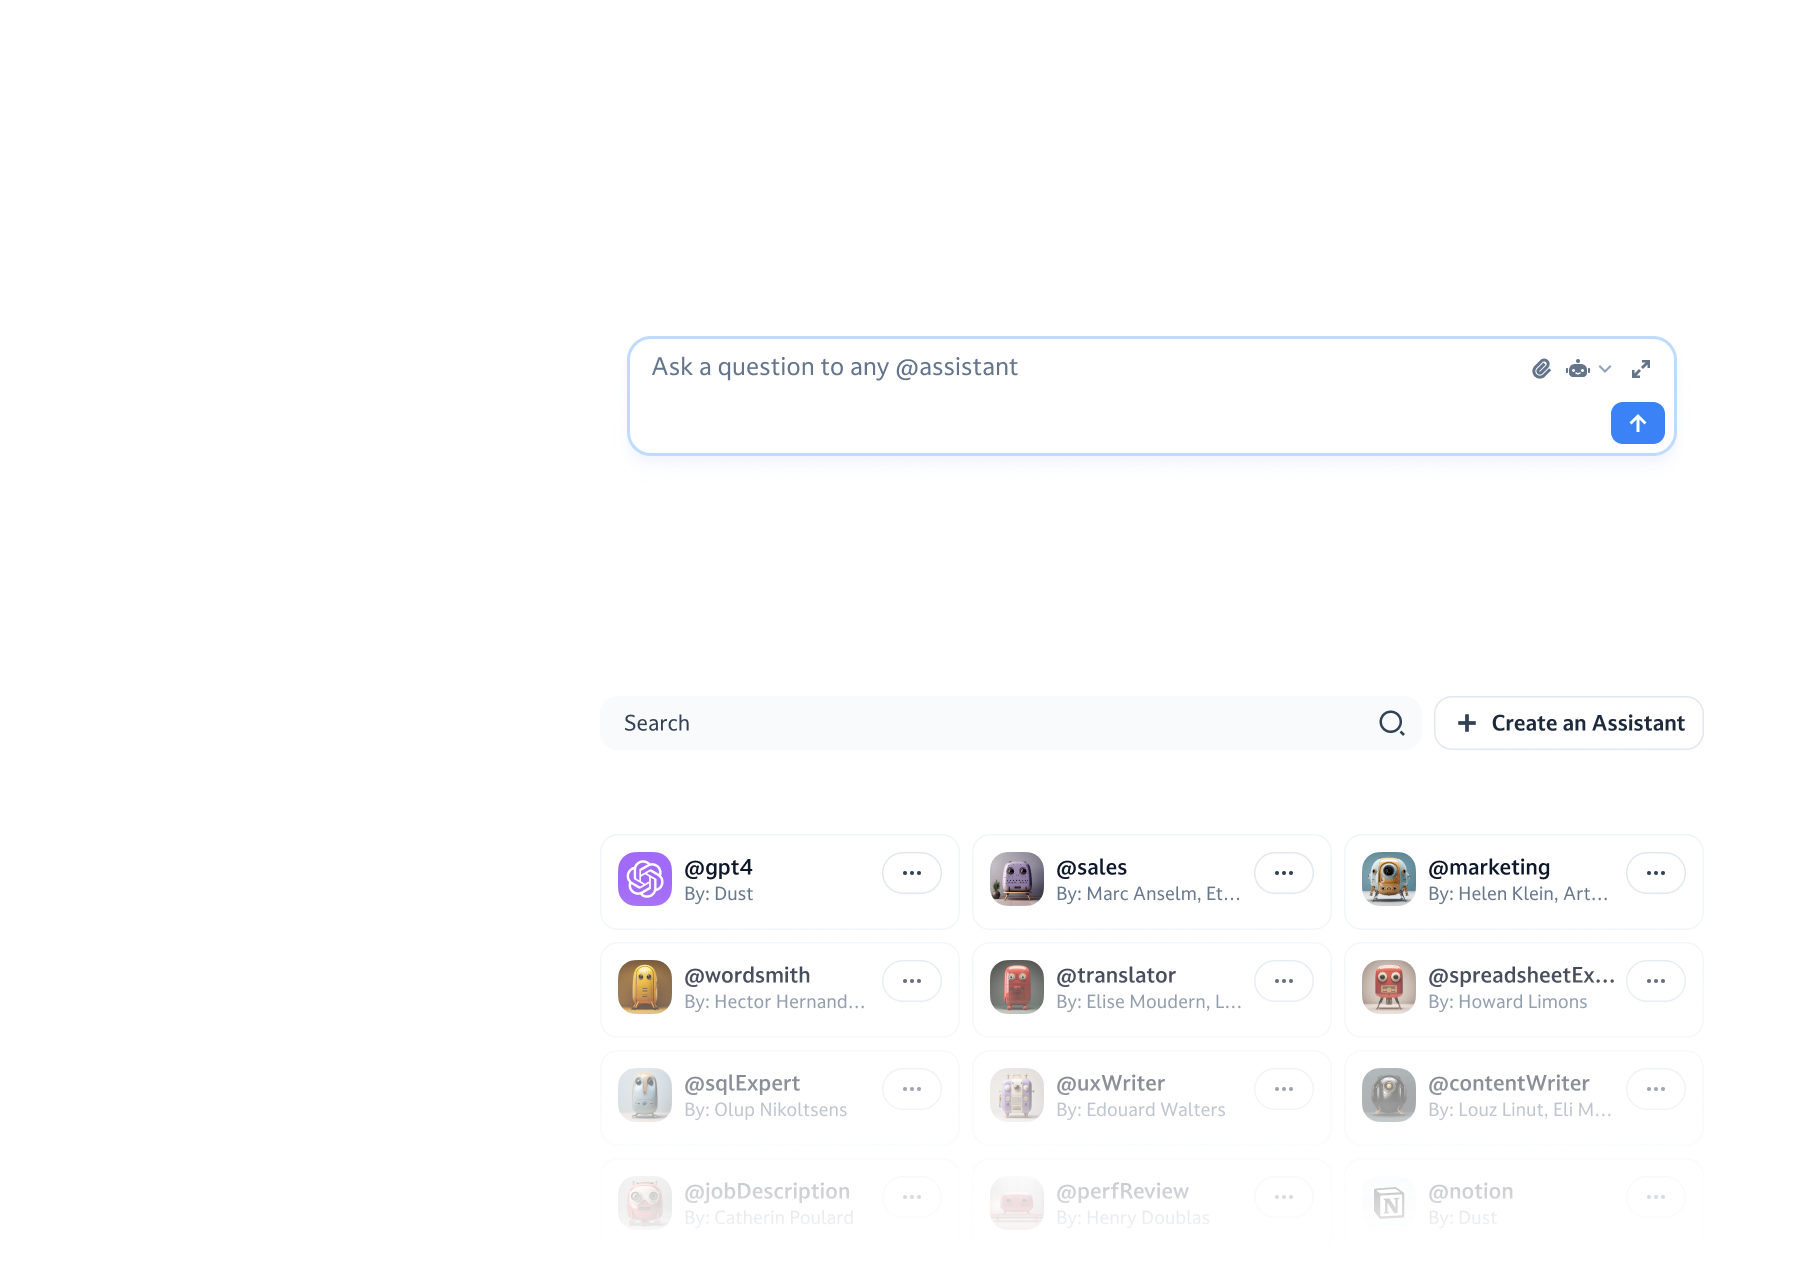 Ask a question to any @assistant
Search
Create an Assistant
@gpt4
By: Dust
@sales
By: Marc Anselm, Et...
@marketing
By: Helen Klein, Art...
@wordsmith
By: Hector Hernand...
@translator
By: Elise Moudern, L...
@spreadsheetEx...
By: Howard Limons
@sqlExpert
By: Olup Nikoltsens
@uxWriter
By: Edouard Walters
@contentWriter
By: Louz Linut, Eli M...
@jobDescription
By: Catherin Poulard
@perfReview
By: Henry Doublas
N
@notion
By: Dust